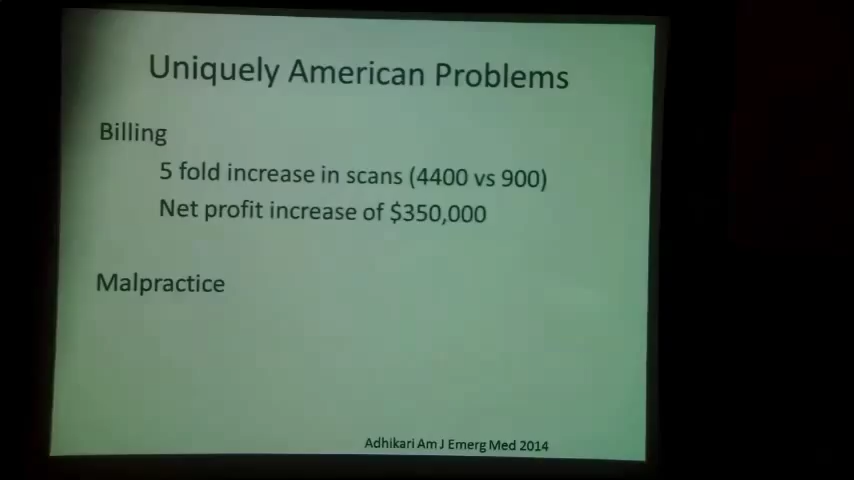 Uniquely American Problems
Billing
5 fold increase in scans (4400 vs 900)
Net profit increase of $350,000
Malpractice
Adhikari Am J Emerg Med 2014